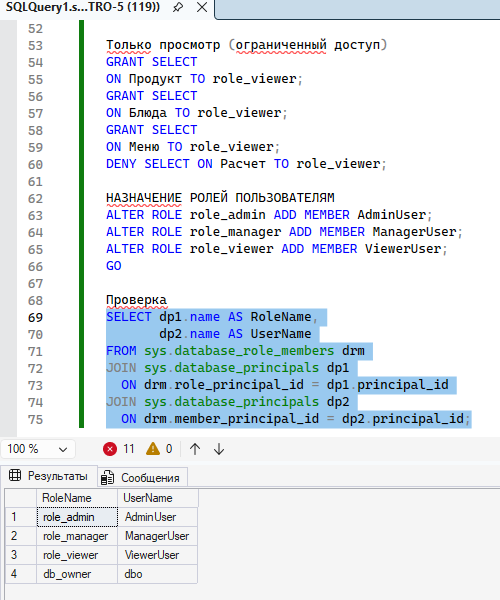 SQLQuery1.s...TRO-5 (119))
52
53 Только просмотр (ограниченный доступ)
54 GRANT SELECT
55 ON Продукт TO role_viewer;
56 GRANT SELECT
57 ON Блюда TO role_viewer;
58 GRANT SELECT
59 ON Меню TO role_viewer;
60 DENY SELECT ON Расчет TO role_viewer;
61
62 НАЗНАЧЕНИЕ РОЛЕЙ ПОЛЬЗОВАТЕЛЯМ
63 ALTER ROLE role_admin ADD MEMBER AdminUser;
64 ALTER ROLE role_manager ADD MEMBER ManagerUser;
65 ALTER ROLE role_viewer ADD MEMBER ViewerUser;
66 GO
67
68 Проверка
69 SELECT dp1.name AS RoleName,
70 dp2.name AS UserName
71 FROM sys.database_role_members drm
72 JOIN sys.database_principals dp1
73 ON drm.role_principal_id = dp1.principal_id
74 JOIN sys.database_principals dp2
75 ON drm.member_principal_id = dp2.principal_id;
100 % 11 0
Результаты Сообщения
RoleName UserName
1 role_admin AdminUser
2 role_manager ManagerUser
3 role_viewer ViewerUser
4 db_owner dbo